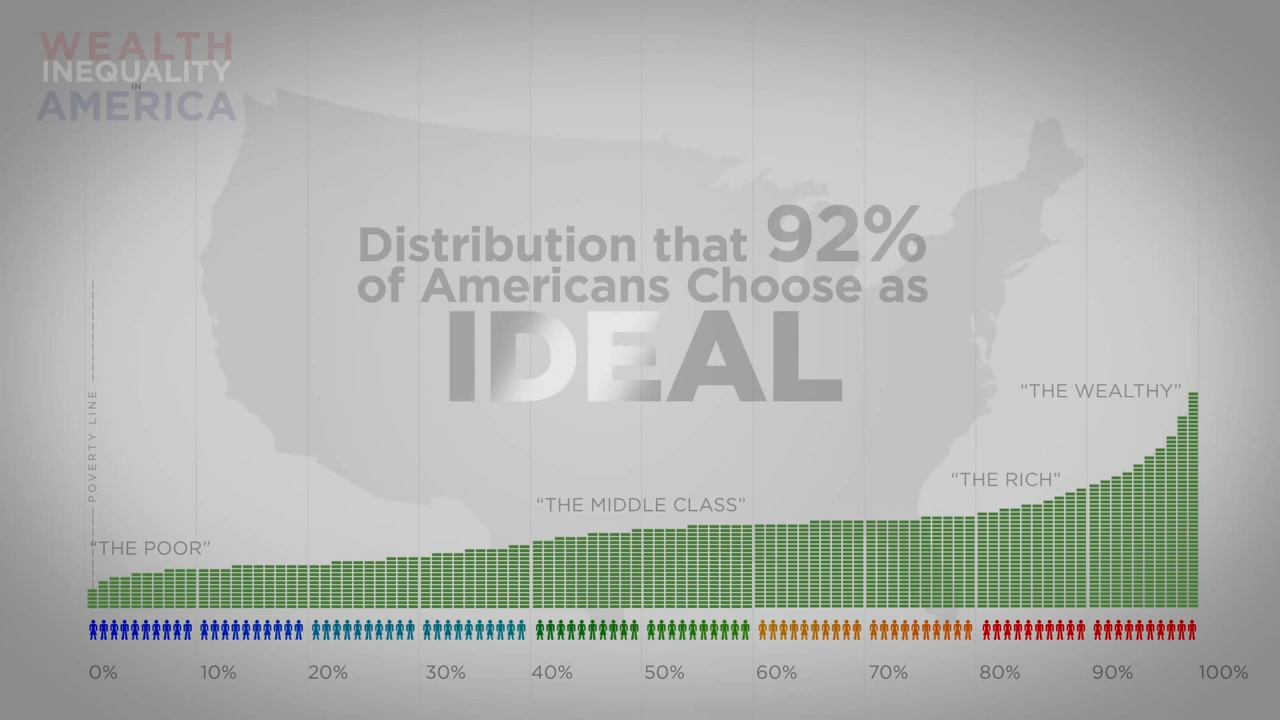 WEALTH
INEQUALITY
IN
AMERICA
Distribution that 92%
of Americans Choose as
IDEAL
POVERTY LINE
“THE POOR”
“THE MIDDLE CLASS”
“THE RICH”
“THE WEALTHY”
0% 10% 20% 30% 40% 50% 60% 70% 80% 90% 100%